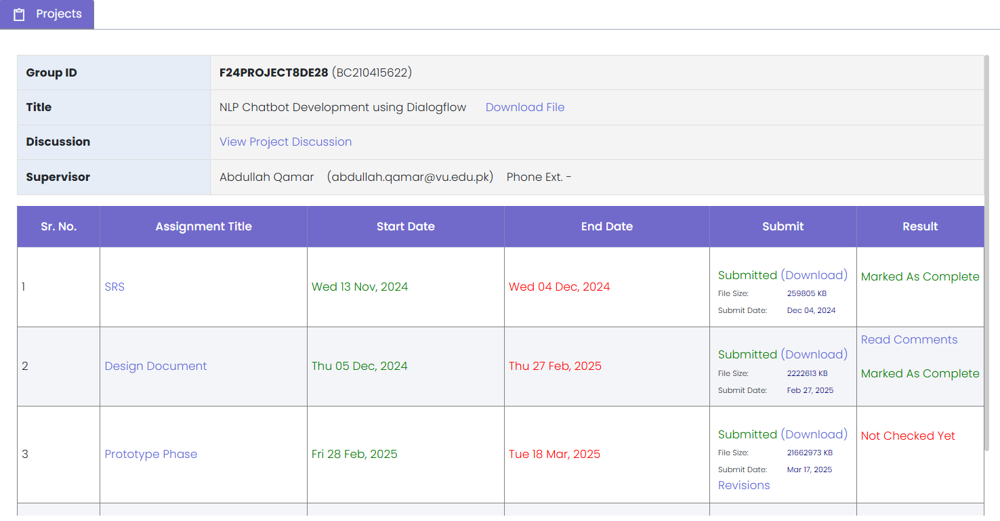 Projects
Group ID F24PROJECT8DE28 (BC210415622)
Title NLP Chatbot Development using Dialogflow Download File
Discussion View Project Discussion
Supervisor Abdullah Qamar (abdullah.qamar@vu.edu.pk) Phone Ext. -
Sr. No. Assignment Title Start Date End Date Submit Result
1 SRS Wed 13 Nov, 2024 Wed 04 Dec, 2024 Submitted (Download) Marked As Complete
File Size: 259805 KB
Submit Date: Dec 04, 2024
Read Comments
2 Design Document Thu 05 Dec, 2024 Thu 27 Feb, 2025 Submitted (Download) Marked As Complete
File Size: 2222613 KB
Submit Date: Feb 27, 2025
3 Prototype Phase Fri 28 Feb, 2025 Tue 18 Mar, 2025 Submitted (Download) Not Checked Yet
File Size: 21662973 KB
Submit Date: Mar 17, 2025
Revisions